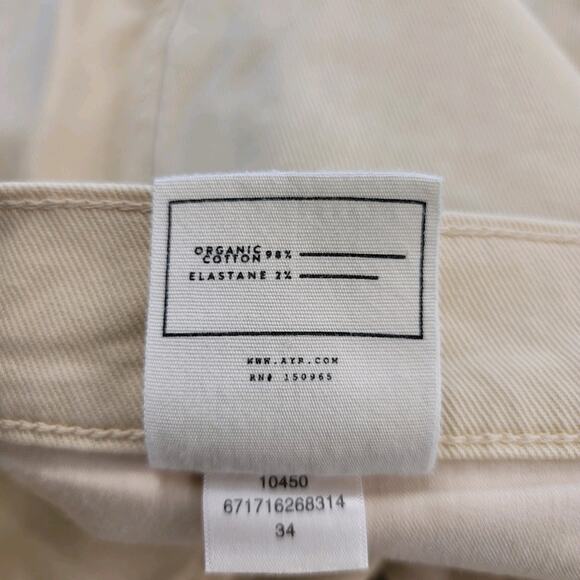 ORGANIC
COTTON 98%
ELASTANE 2%
WWW.AYR.COM
RN# 150965
10450
671716268314
34